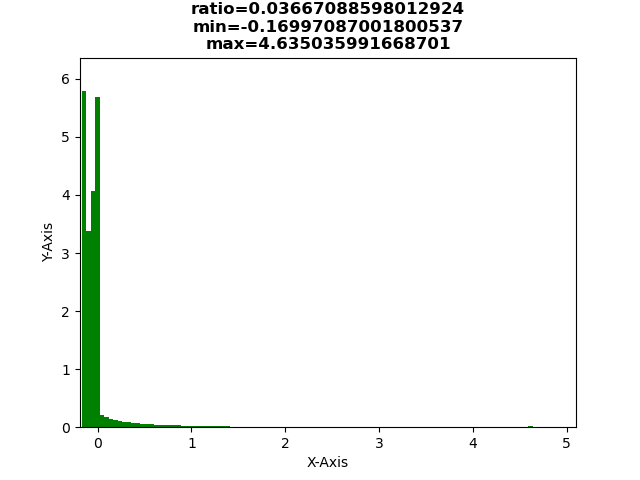 ratio=0.03667088598012924
min=-0.16997087001800537
max=4.635035991668701
6
5
4
3
2
1
0
Y-Axis
0 1 2 3 4 5
X-Axis